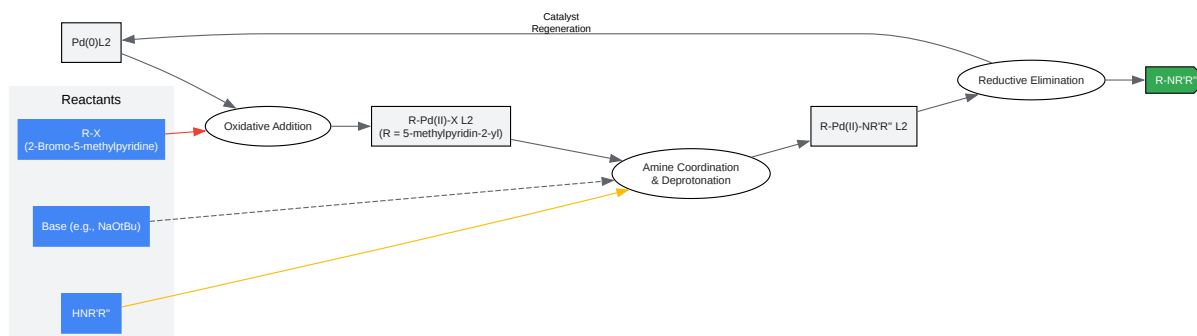 Catalyst
Regeneration
Pd(0)L2
Reductive Elimination
R-NR'R"
Reactants
R-X
(2-Bromo-5-methylpyridine)
Oxidative Addition
R-Pd(II)-X L2
(R = 5-methylpyridin-2-yl)
R-Pd(II)-NR'R" L2
Amine Coordination
& Deprotonation
Base (e.g., NaOtBu)
HNR'R"